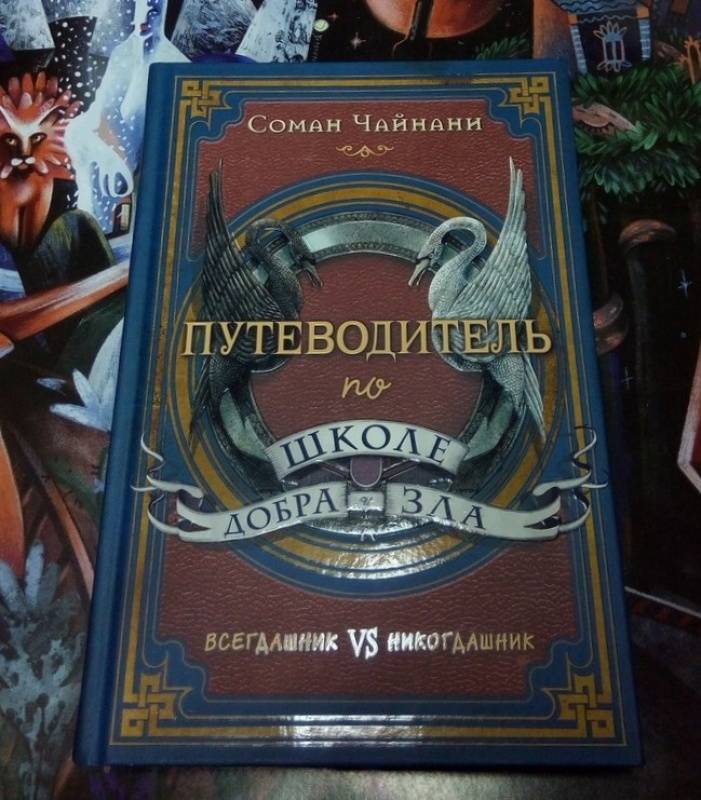 Соман Чайнани
ПУТЕВОДИТЕЛЬ
по
ШКОЛЕ
ДОБРА и ЗЛА
ВСЕГДАШНИК VS НИКОГДАШНИК